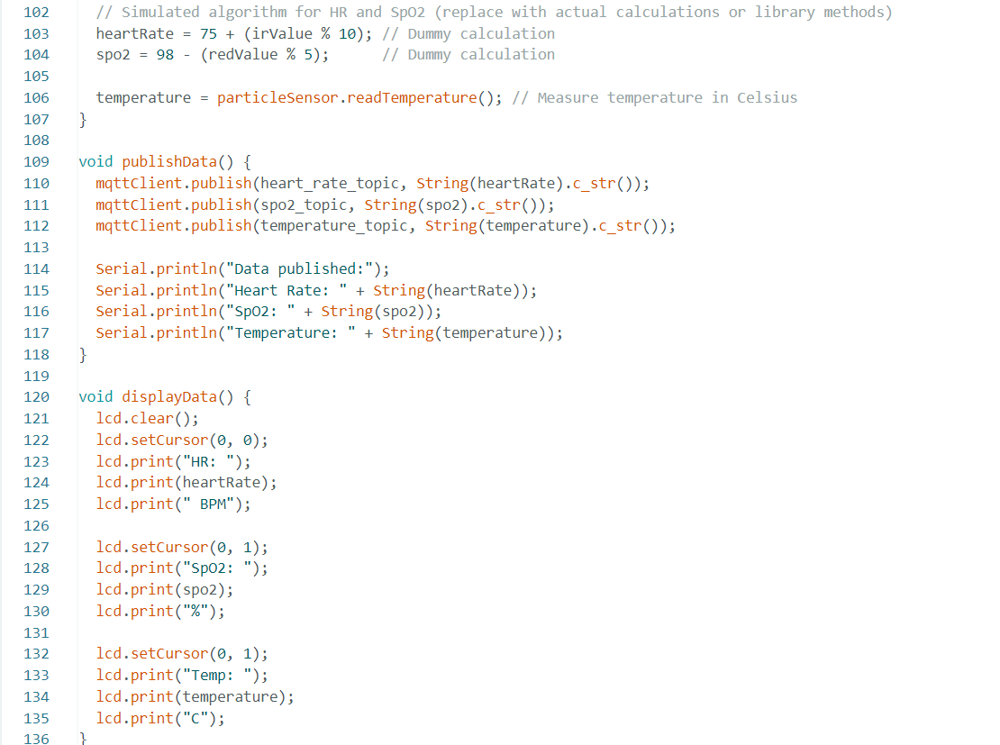 102 // Simulated algorithm for HR and SpO2 (replace with actual calculations or library methods)
103 heartRate = 75 + (irValue % 10); // Dummy calculation
104 spo2 = 98 - (redValue % 5); // Dummy calculation
105
106 temperature = particleSensor.readTemperature(); // Measure temperature in Celsius
107 }
108
109 void publishData() {
110 mqttClient.publish(heart_rate_topic, String(heartRate).c_str());
111 mqttClient.publish(spo2_topic, String(spo2).c_str());
112 mqttClient.publish(temperature_topic, String(temperature).c_str());
113
114 Serial.println("Data published:");
115 Serial.println("Heart Rate: " + String(heartRate));
116 Serial.println("SpO2: " + String(spo2));
117 Serial.println("Temperature: " + String(temperature));
118 }
119
120 void displayData() {
121 lcd.clear();
122 lcd.setCursor(0, 0);
123 lcd.print("HR: ");
124 lcd.print(heartRate);
125 lcd.print(" BPM");
126
127 lcd.setCursor(0, 1);
128 lcd.print("SpO2: ");
129 lcd.print(spo2);
130 lcd.print("%");
131
132 lcd.setCursor(0, 1);
133 lcd.print("Temp: ");
134 lcd.print(temperature);
135 lcd.print("C");
136 }